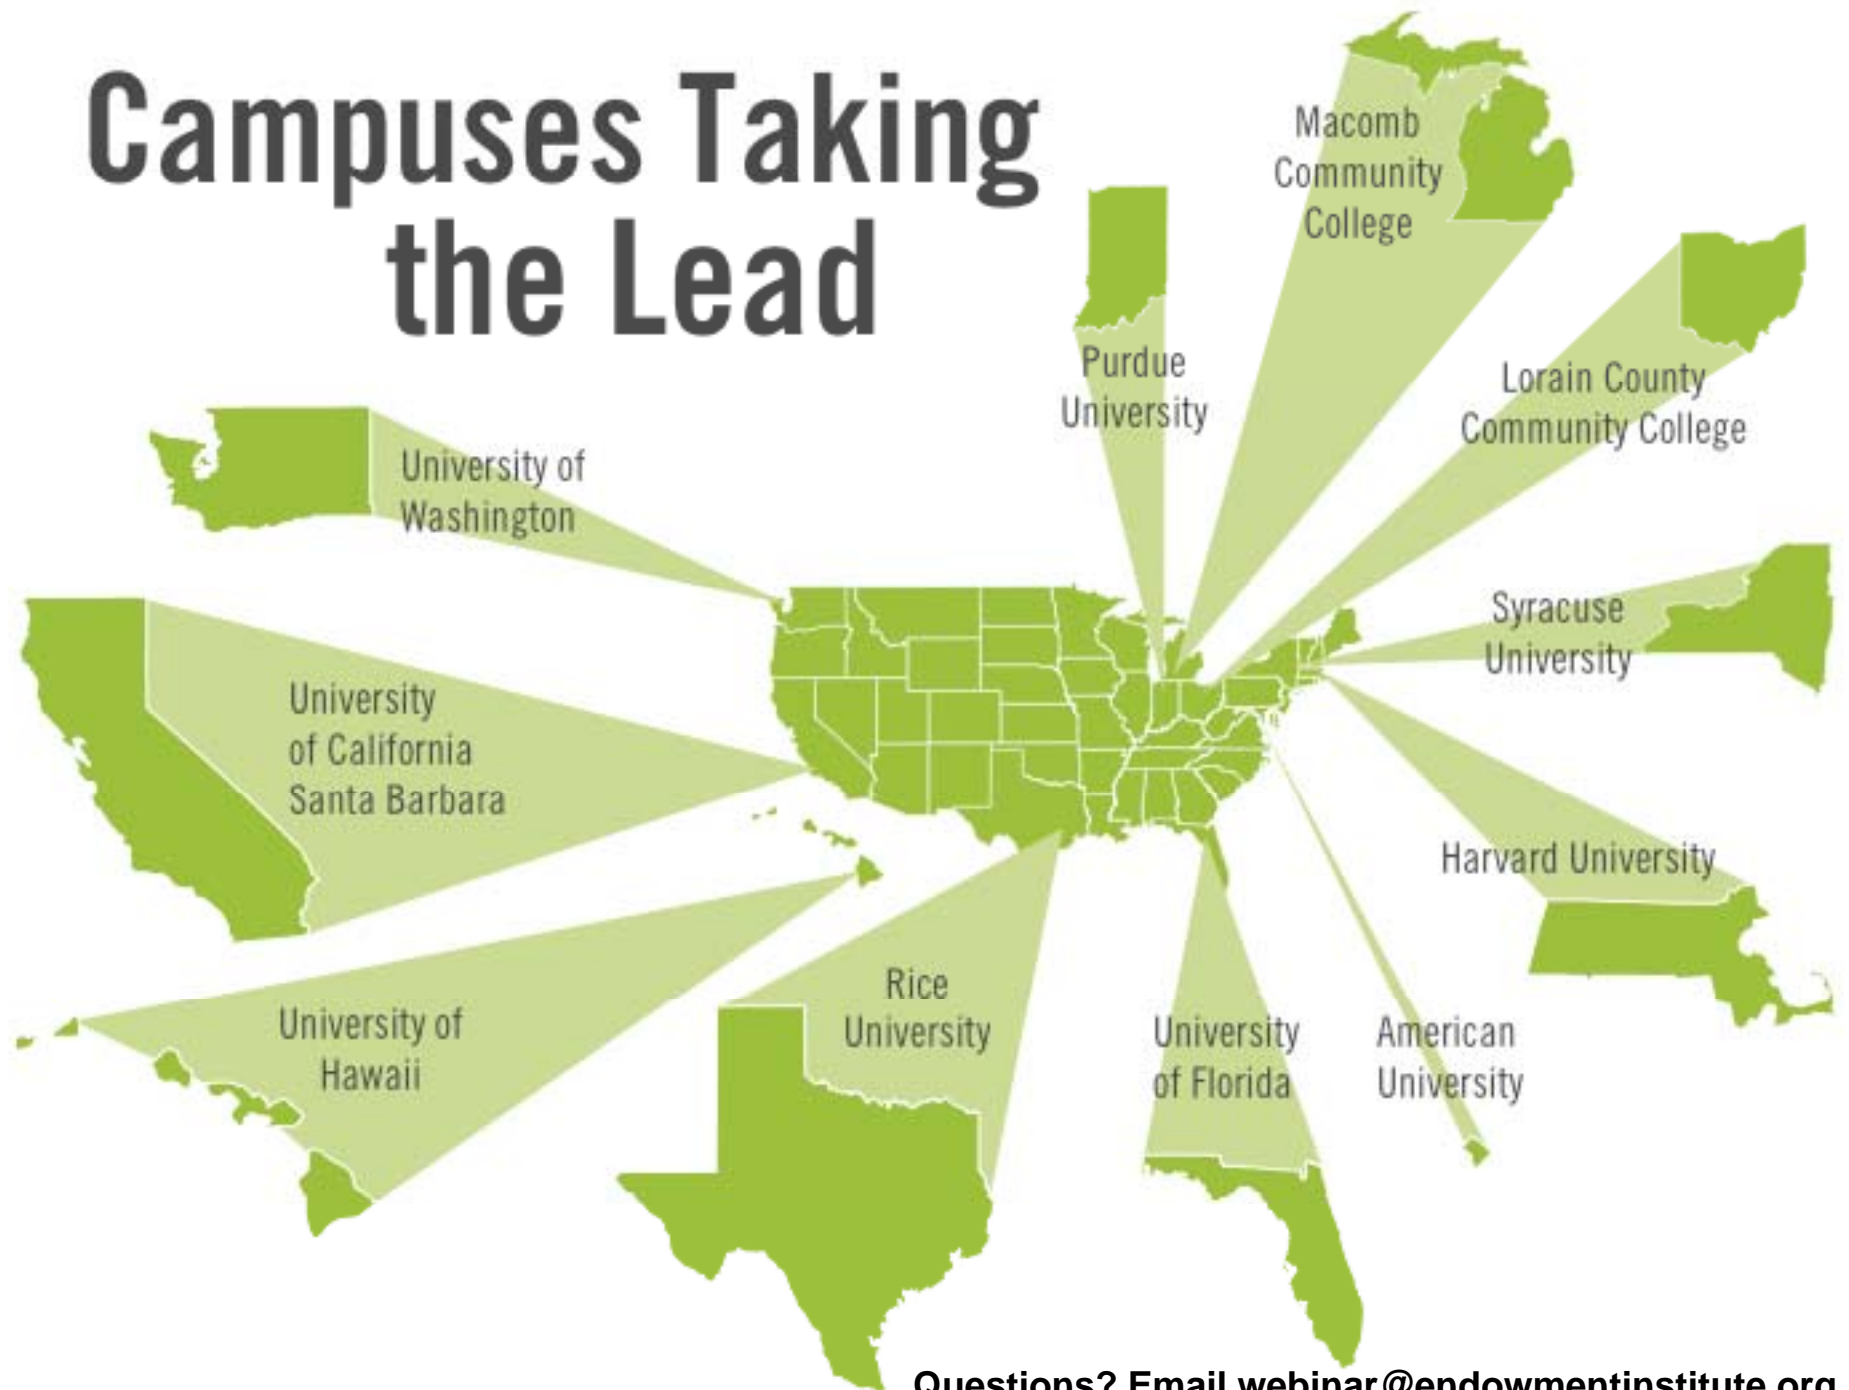 Campuses Taking
the Lead
Macomb
Community
College
Purdue
University
Lorain County
Community College
University of
Washington
Syracuse
University
University
of California
Santa Barbara
Harvard University
University of
Hawaii
Rice
University
University
of Florida
American
University
Questions? Email webinar@endowmentinstitute.org